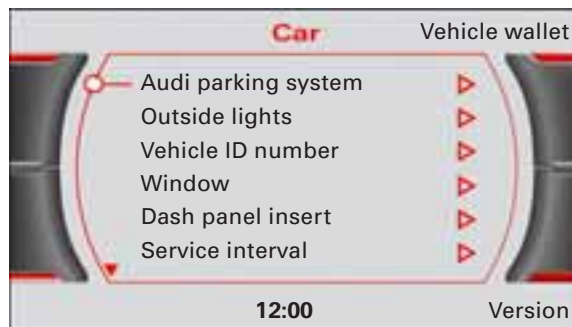 Car Vehicle wallet
Audi parking system
Outside lights
Vehicle ID number
Window
Dash panel insert
Service interval
12:00 Version